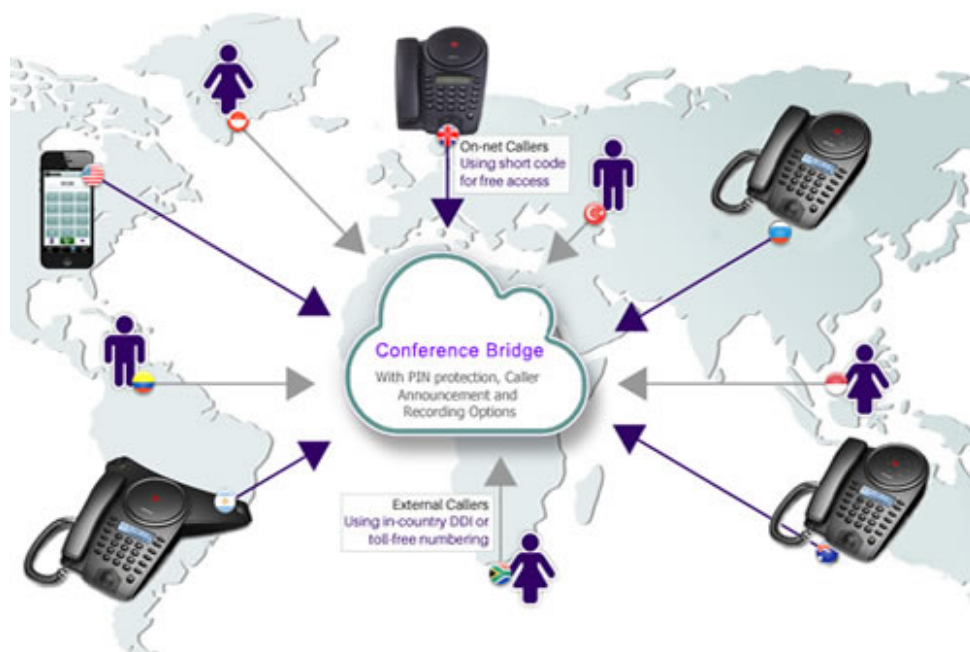 On-net Callers
Using short code
for free access
Conference Bridge
With PIN protection, Caller
Announcement and
Recording Options
External Callers
Using in-country DDI or
toll-free numbering